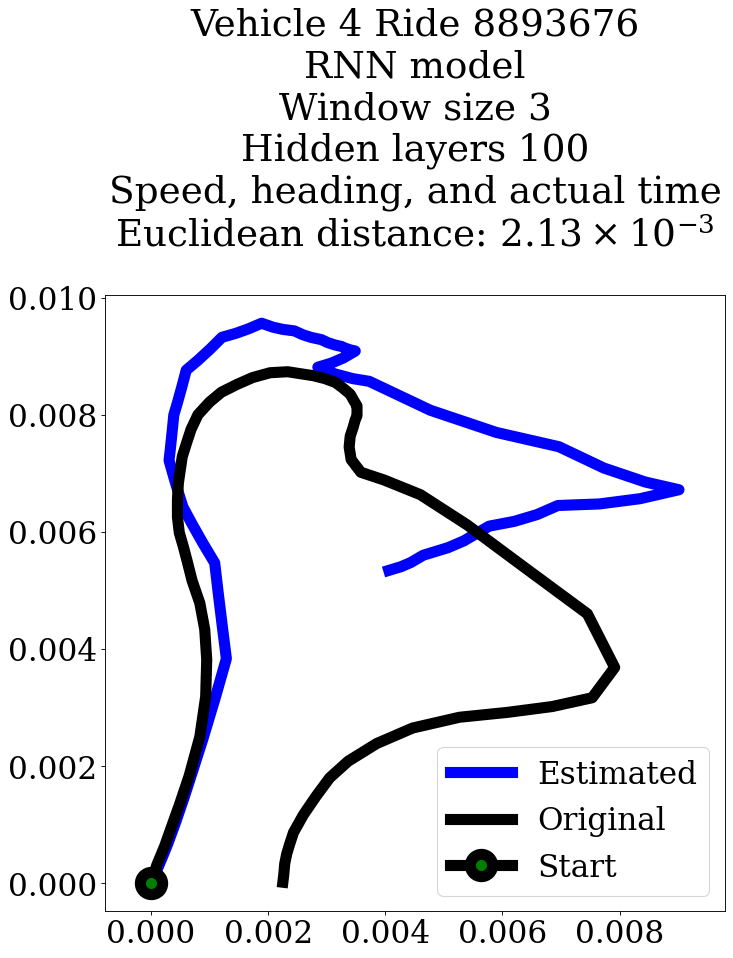 Vehicle 4 Ride 8893676
RNN model
Window size 3
Hidden layers 100
Speed, heading, and actual time
Euclidean distance: 2.13 × 10⁻³
0.010
0.008
0.006
0.004
0.002
0.000
Estimated
Original
Start
0.000 0.002 0.004 0.006 0.008